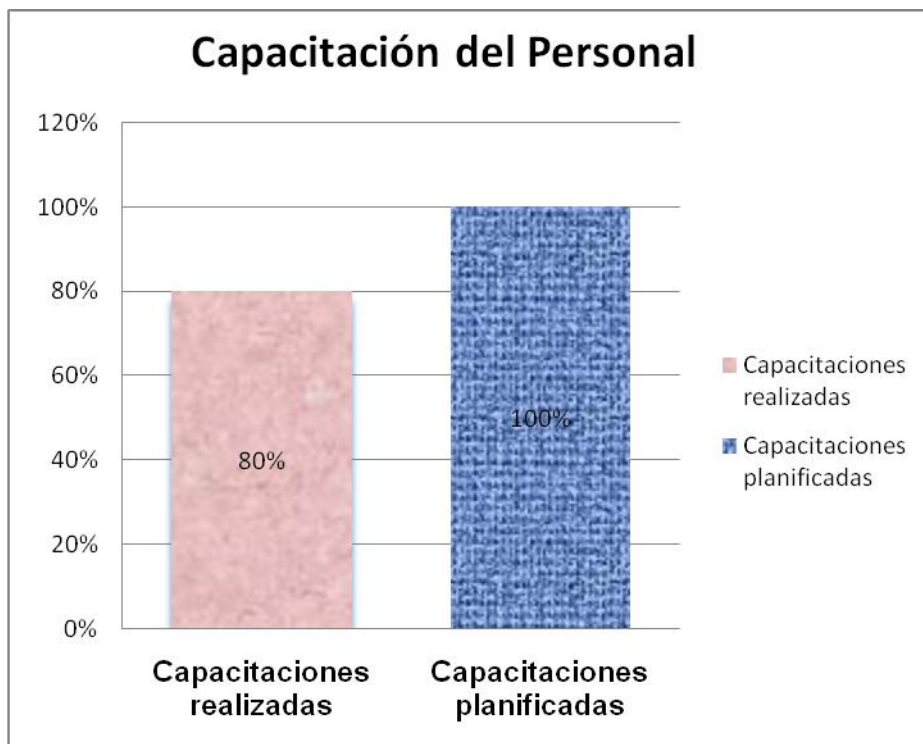 Capacitación del Personal
120%
100%
80%
60%
40%
20%
0%
80%
100%
Capacitaciones
realizadas
Capacitaciones
planificadas
Capacitaciones
realizadas
Capacitaciones
planificadas